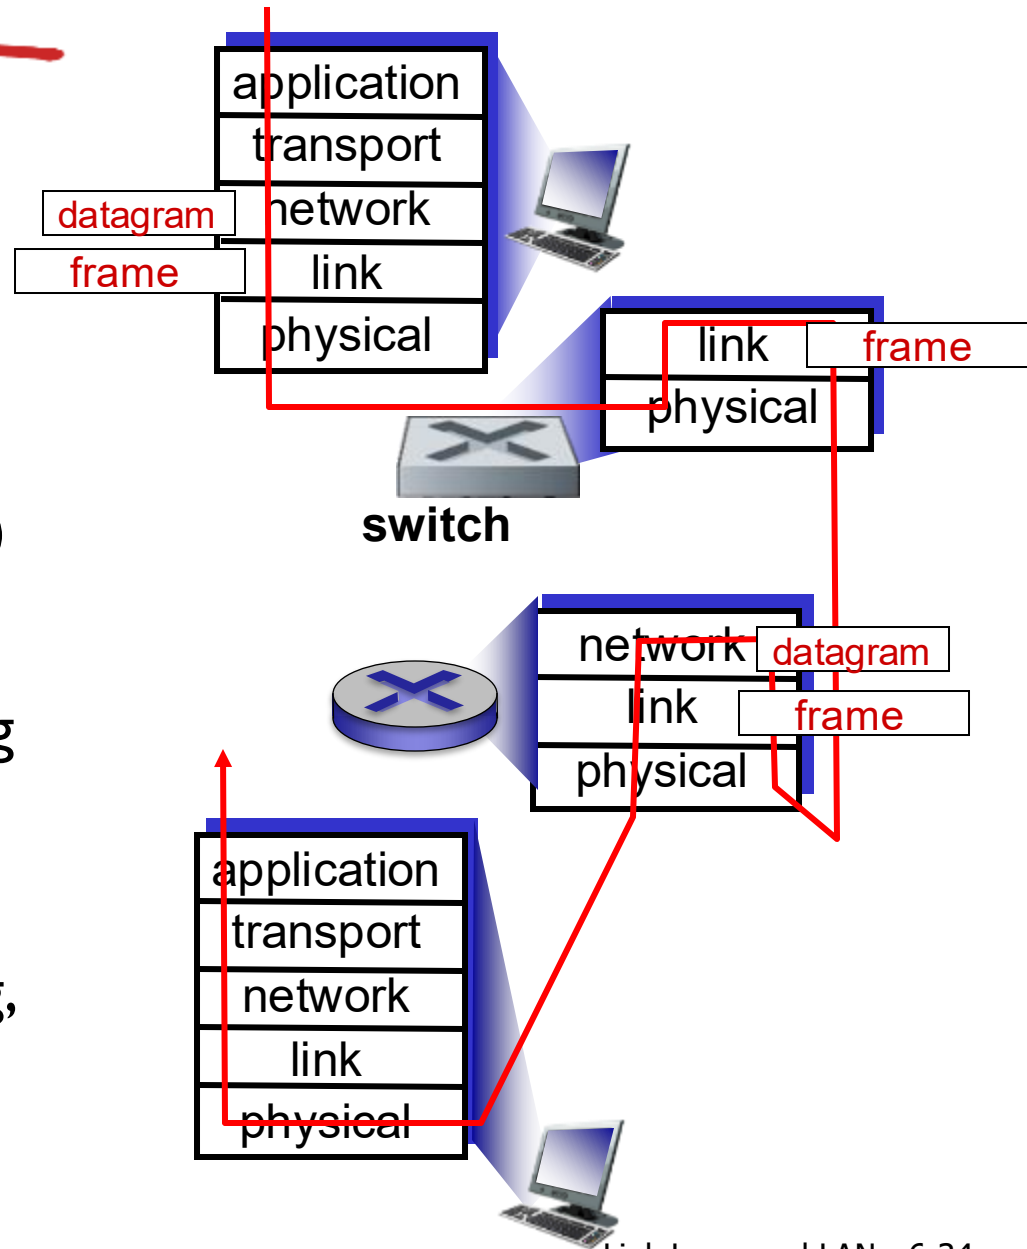 application
transport
datagram
network
frame
link
physical
link
frame
physical
switch
)
network
datagram
link
frame
g
physical
application
transport
network
g,
link
physical